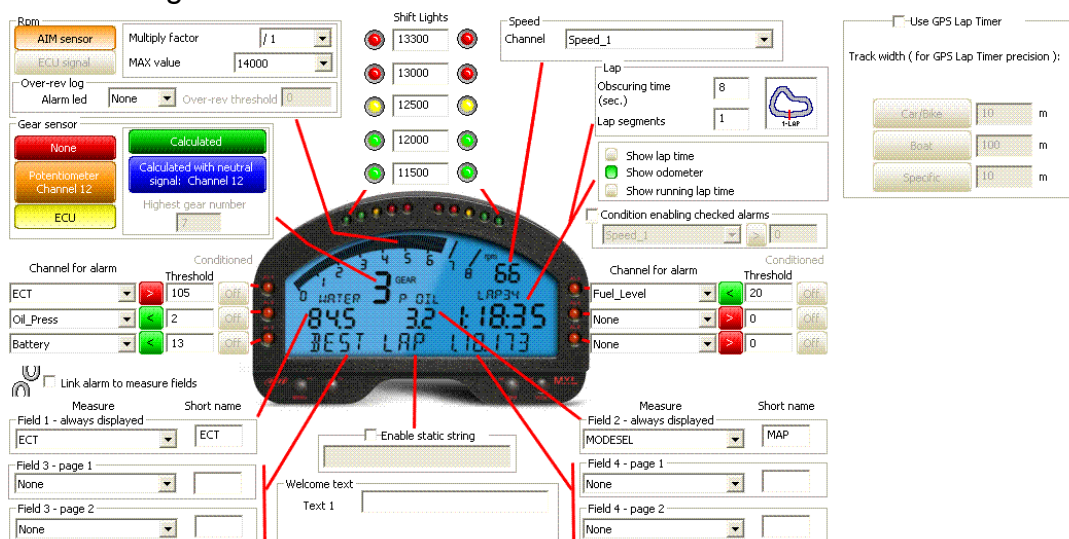 Rpm
AIM sensor
ECU signal
Multiply factor
/ 1
MAX value
14000
Over-rev log
Alarm led
None
Over-rev threshold
0
Shift Lights
13300
13000
12500
12000
11500
Speed
Channel
Speed_1
Lap
Obscuring time
(sec.)
8
Lap segments
1
1-LAP
Show lap time
Show odometer
Show running lap time
Condition enabling checked alarms
Speed_1
>
0
Use GPS Lap Timer
Track width ( for GPS Lap Timer precision ):
Car/Bike
10
m
Boat
100
m
Specific
10
m
Gear sensor
None
Potentiometer
Channel 12
ECU
Calculated
Calculated with neutral
signal: Channel 12
Highest gear number
7
0 1 2 3 4 5 6 7 8
rpm
66
3 GEAR
WATER
P OIL
LAP34
84.5
3.2
1:18.35
BEST LAP 1.18.173
Channel for alarm
Conditioned
Threshold
ECT
>
105
Off
Oil_Press
<
2
Off
Battery
<
13
Off
Channel for alarm
Conditioned
Threshold
Fuel_Level
<
20
Off
None
>
0
Off
None
>
0
Off
Link alarm to measure fields
Measure
Short name
Field 1 - always displayed
ECT
ECT
Field 3 - page 1
None
Field 3 - page 2
None
Enable static string
Welcome text
Text 1
Measure
Short name
Field 2 - always displayed
MODESEL
MAP
Field 4 - page 1
None
Field 4 - page 2
None